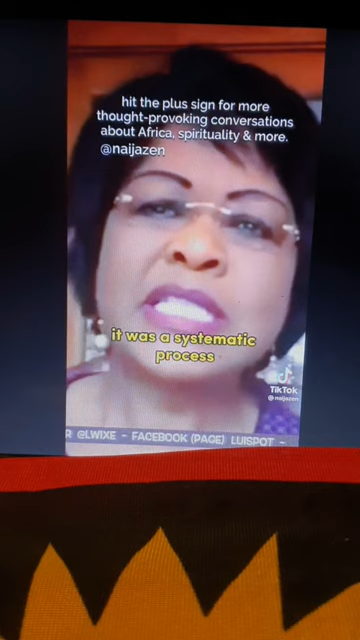 hit the plus sign for more
thought-provoking conversations
about Africa, spirituality & more.
@naijazen
it was a systematic
process
TikTok
@naijazen
R @LWIXE - FACEBOOK (PAGE) LUISPOT -